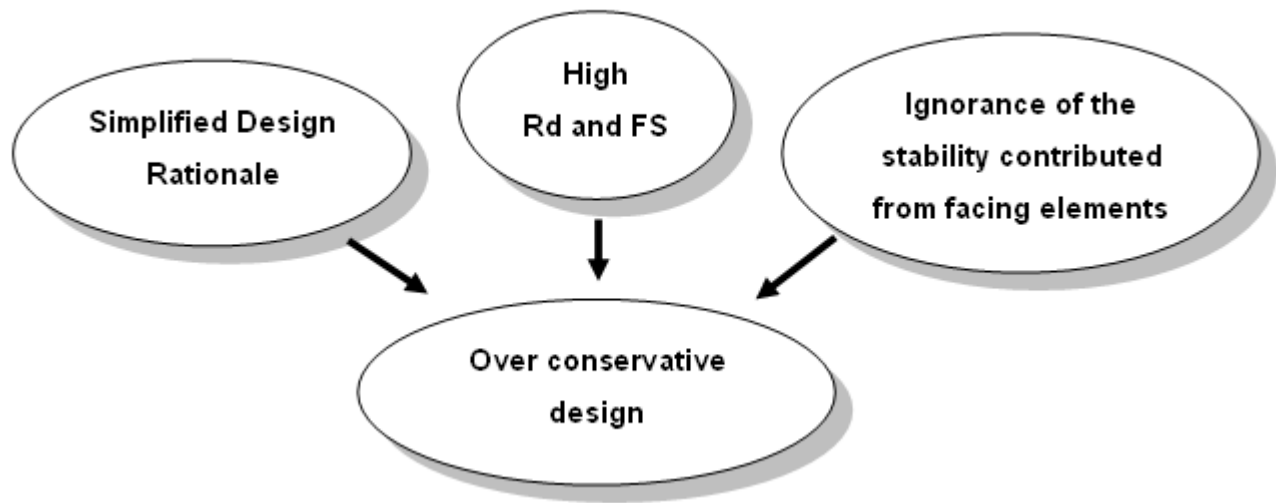 Simplified Design
Rationale
High
Rd and FS
Ignorance of the
stability contributed
from facing elements
Over conservative
design